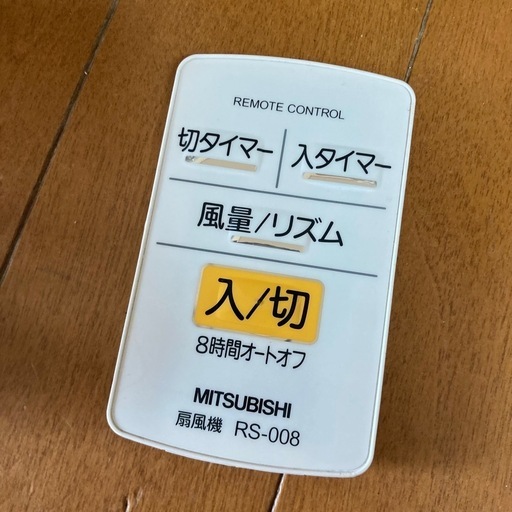 REMOTE CONTROL
切タイマー
入タイマー
風量/リズム
入/切
8時間オートオフ
MITSUBISHI
扇風機 RS-008